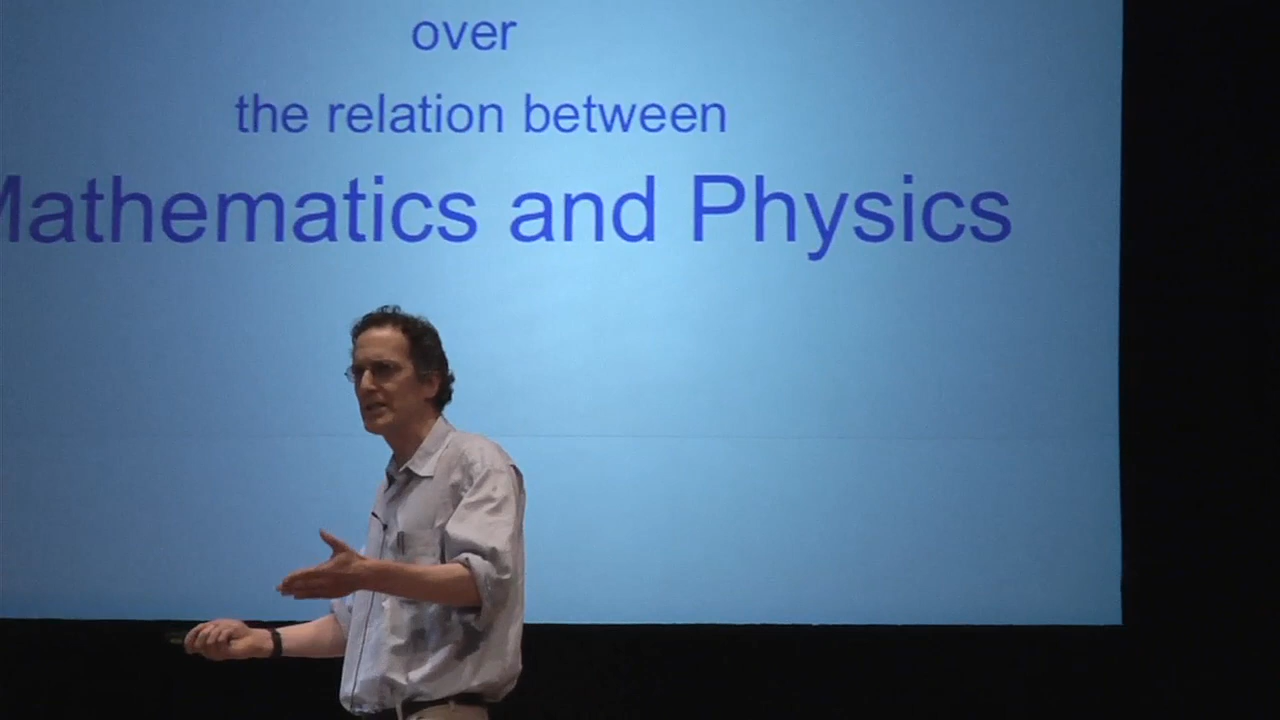 over
the relation between
Mathematics and Physics